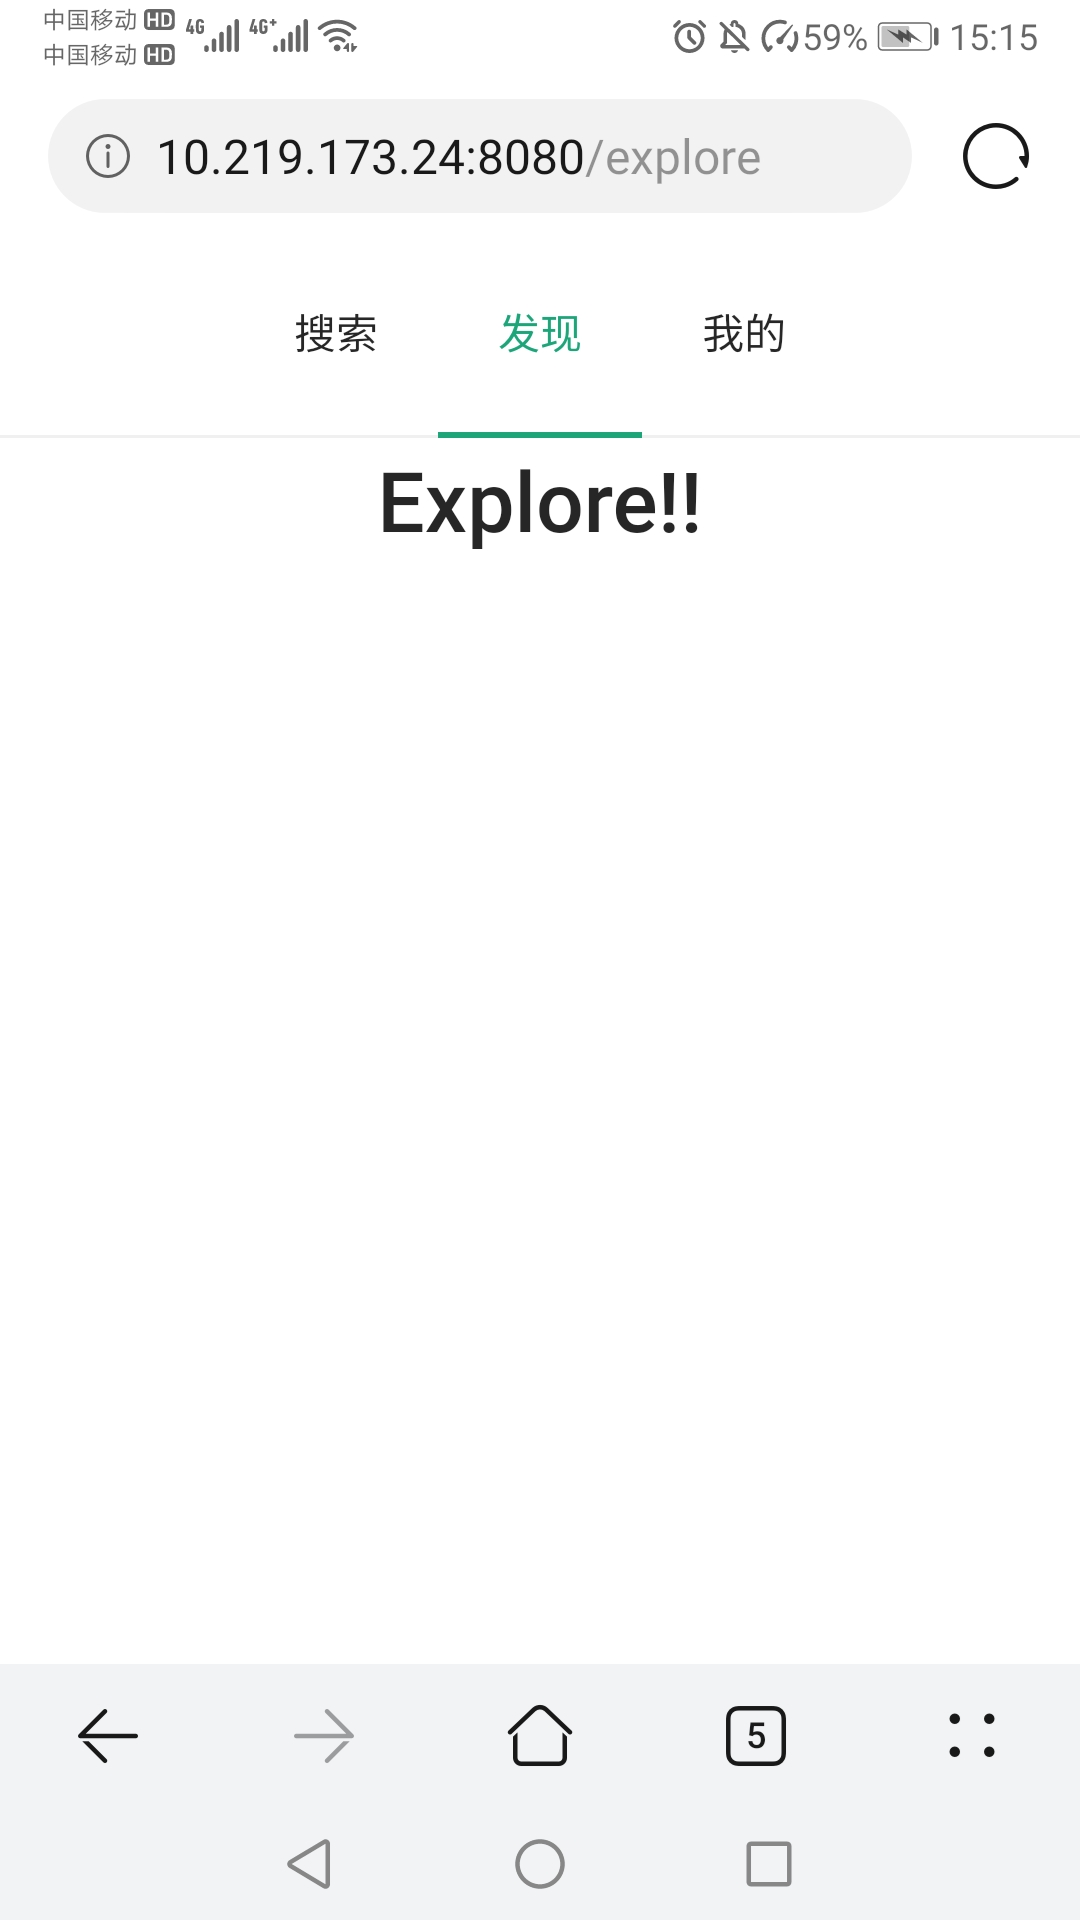 中国移动 HD 4G 4G+ 59% 15:15
中国移动 HD
10.219.173.24:8080/explore
搜索 发现 我的
Explore!!
5